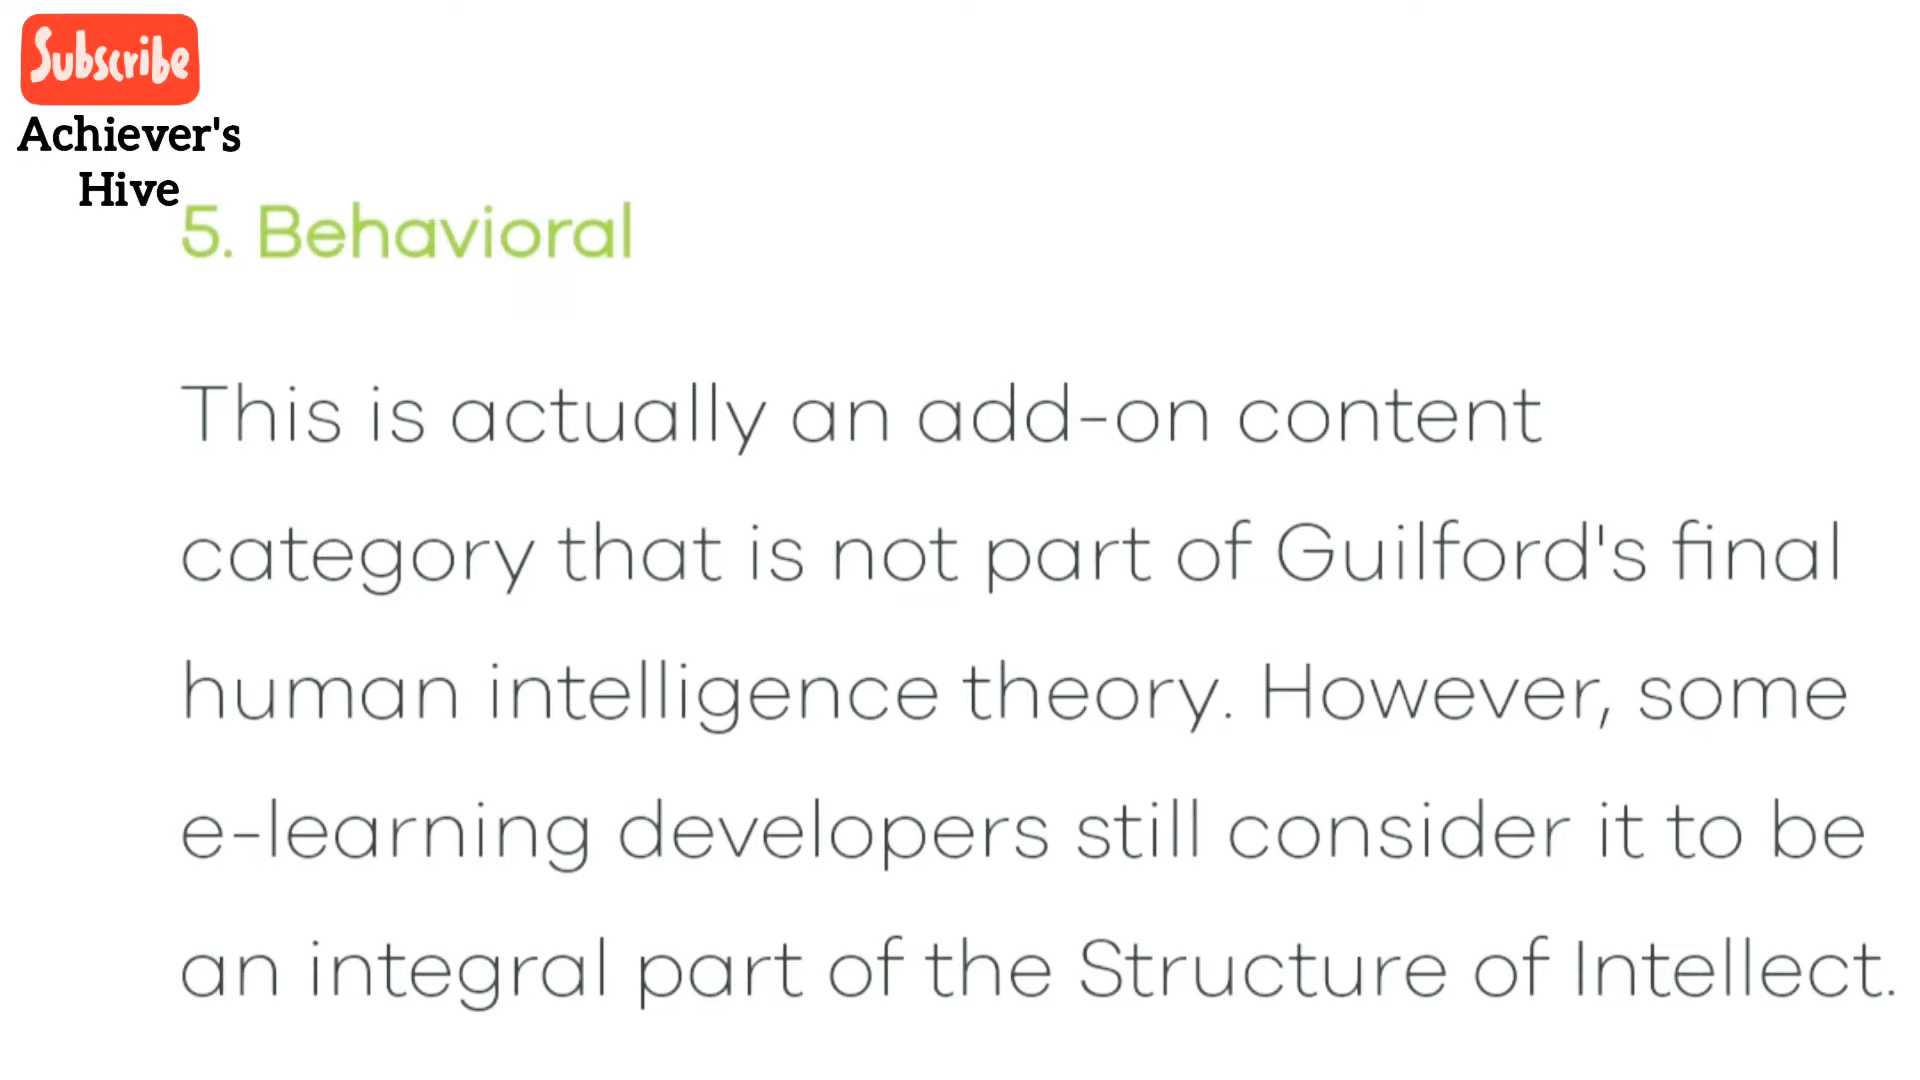 Subscribe
Achiever's
Hive
5. Behavioral
This is actually an add-on content
category that is not part of Guilford's final
human intelligence theory. However, some
e-learning developers still consider it to be
an integral part of the Structure of Intellect.